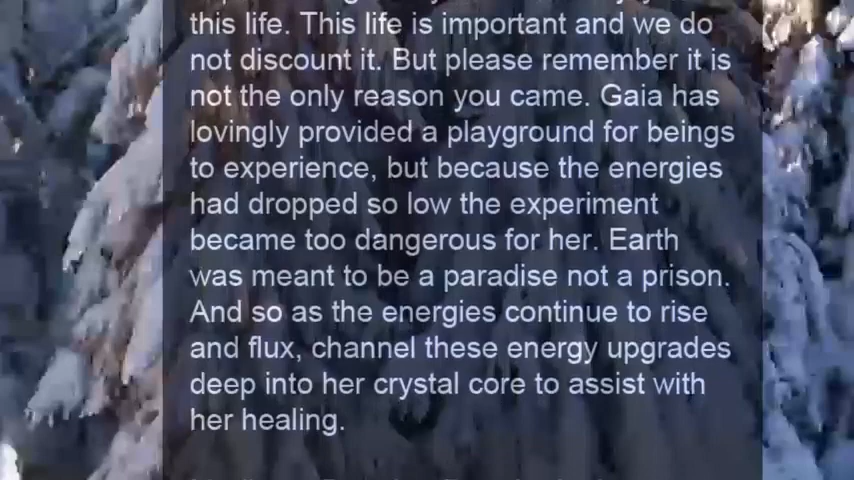 this life. This life is important and we do
not discount it. But please remember it is
not the only reason you came. Gaia has
lovingly provided a playground for beings
to experience, but because the energies
had dropped so low the experiment
became too dangerous for her. Earth
was meant to be a paradise not a prison.
And so as the energies continue to rise
and flux, channel these energy upgrades
deep into her crystal core to assist with
her healing.